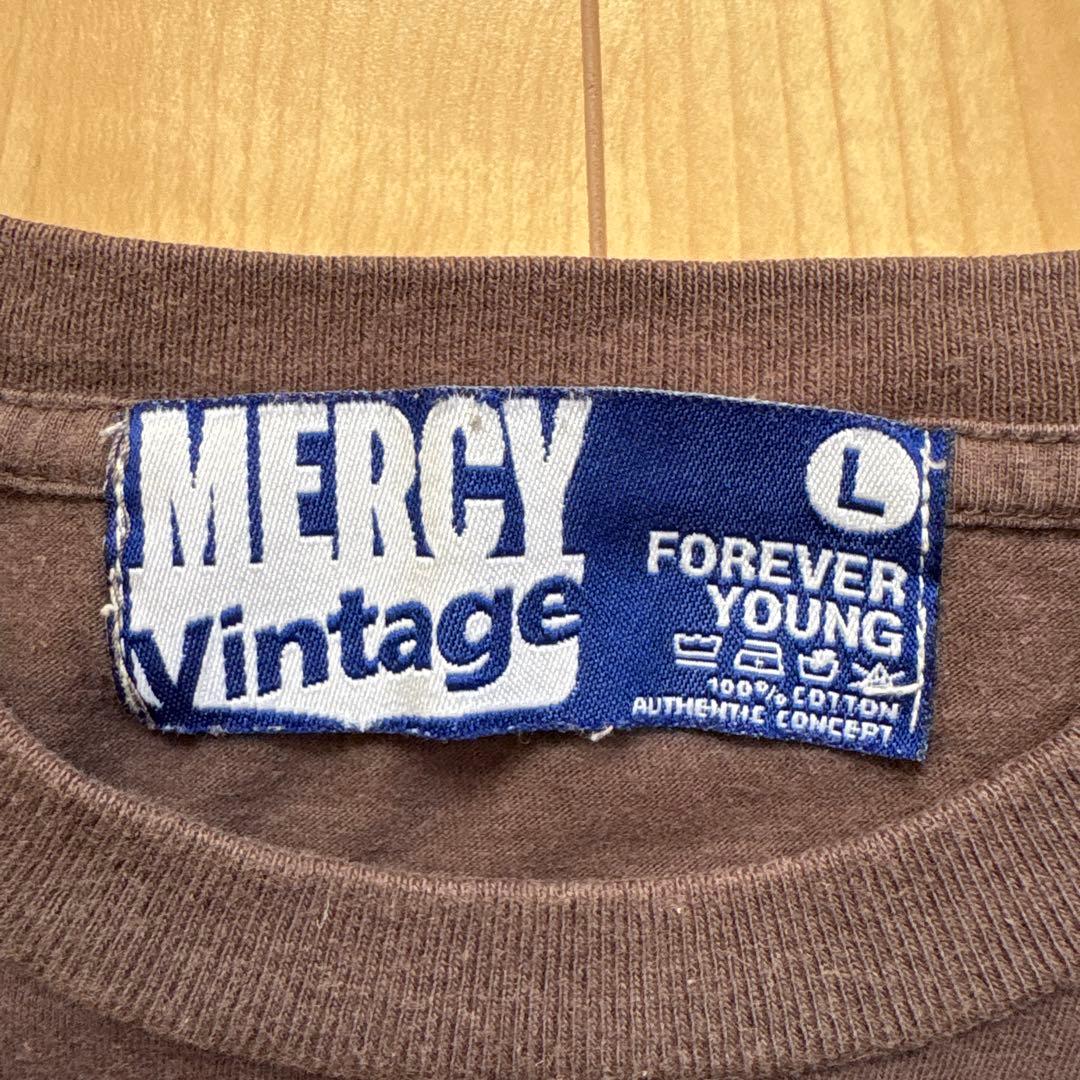 MERCY
Vintage
L
FOREVER
YOUNG
100% COTTON
AUTHENTIC CONCEPT